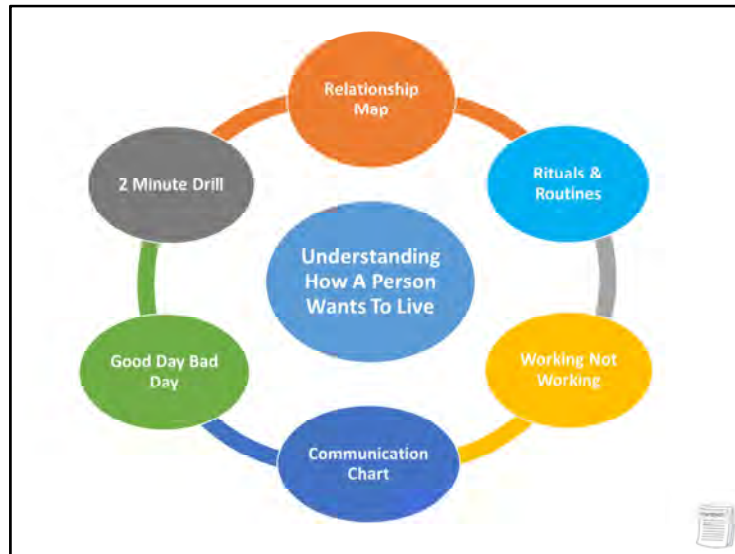 Relationship
Map
Rituals &
Routines
Working Not
Working
Communication
Chart
Good Day Bad
Day
2 Minute Drill
Understanding
How A Person
Wants To Live